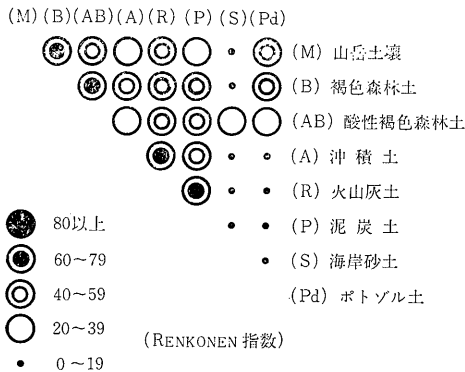 (M)(B)(AB)(A)(R)(P)(S)(Pd)
(M) 山岳土壌
(B) 褐色森林土
(AB) 酸性褐色森林土
(A) 沖積土
(R) 火山灰土
80以上 (P) 泥炭土
60~79 (S) 海岸砂土
40~59 (Pd) ポトゾル土
20~39 (RENKONEN 指数)
0~19